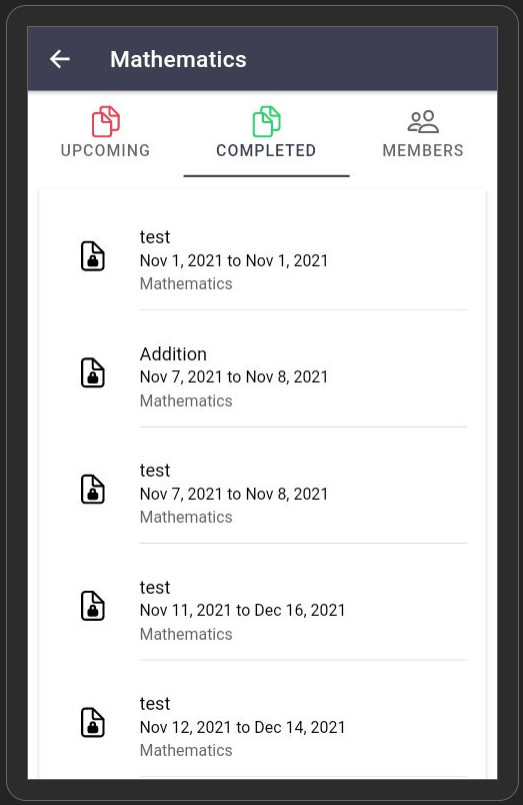 Mathematics
UPCOMING
COMPLETED
MEMBERS
test
Nov 1, 2021 to Nov 1, 2021
Mathematics
Addition
Nov 7, 2021 to Nov 8, 2021
Mathematics
test
Nov 7, 2021 to Nov 8, 2021
Mathematics
test
Nov 11, 2021 to Dec 16, 2021
Mathematics
test
Nov 12, 2021 to Dec 14, 2021
Mathematics